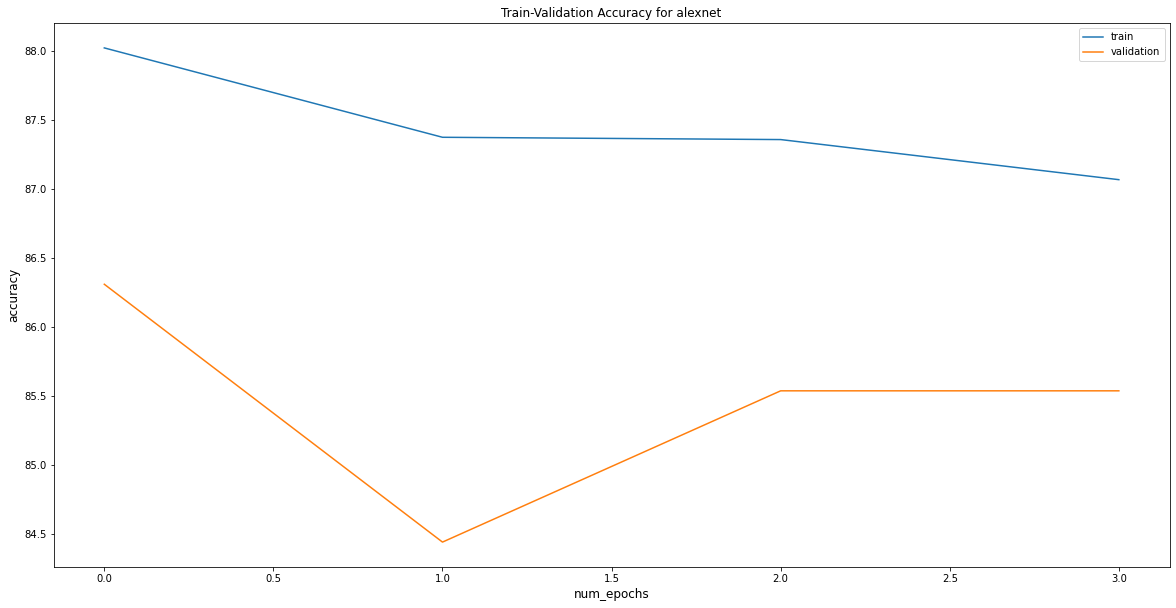 Train-Validation Accuracy for alexnet
train
validation
88.0
87.5
87.0
86.5
86.0
85.5
85.0
84.5
accuracy
0.0 0.5 1.0 1.5 2.0 2.5 3.0
num_epochs